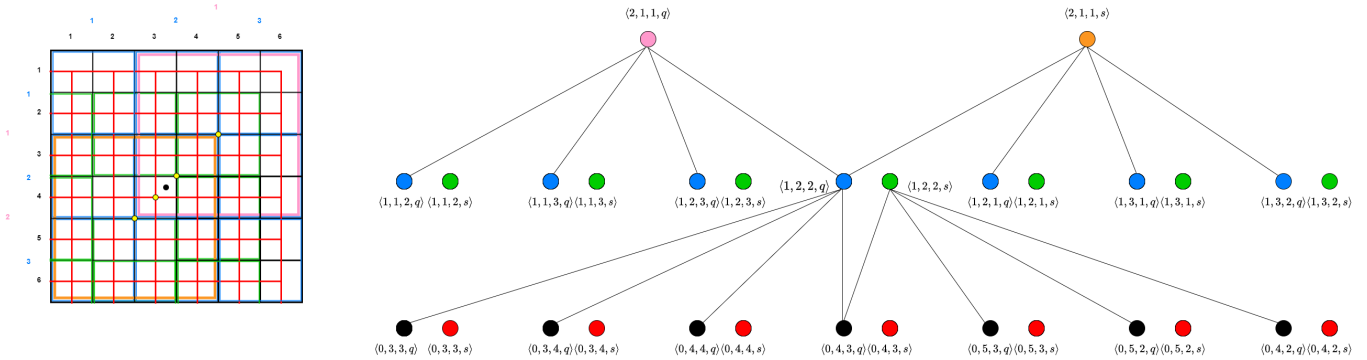 1
1 2 3
1 2 3 4 5 6
1
1
2
1
3
2
4
2
5
3
6
⟨2, 1, 1, q⟩ ⟨2, 1, 1, s⟩
⟨1, 2, 2, q⟩ ⟨1, 2, 2, s⟩
⟨1, 1, 2, q⟩ ⟨1, 1, 2, s⟩ ⟨1, 1, 3, q⟩ ⟨1, 1, 3, s⟩ ⟨1, 2, 3, q⟩ ⟨1, 2, 3, s⟩ ⟨1, 2, 1, q⟩ ⟨1, 2, 1, s⟩ ⟨1, 3, 1, q⟩ ⟨1, 3, 1, s⟩ ⟨1, 3, 2, q⟩ ⟨1, 3, 2, s⟩
⟨0, 3, 3, q⟩ ⟨0, 3, 3, s⟩ ⟨0, 3, 4, q⟩ ⟨0, 3, 4, s⟩ ⟨0, 4, 4, q⟩ ⟨0, 4, 4, s⟩ ⟨0, 4, 3, q⟩ ⟨0, 4, 3, s⟩ ⟨0, 5, 3, q⟩ ⟨0, 5, 3, s⟩ ⟨0, 5, 2, q⟩ ⟨0, 5, 2, s⟩ ⟨0, 4, 2, q⟩ ⟨0, 4, 2, s⟩